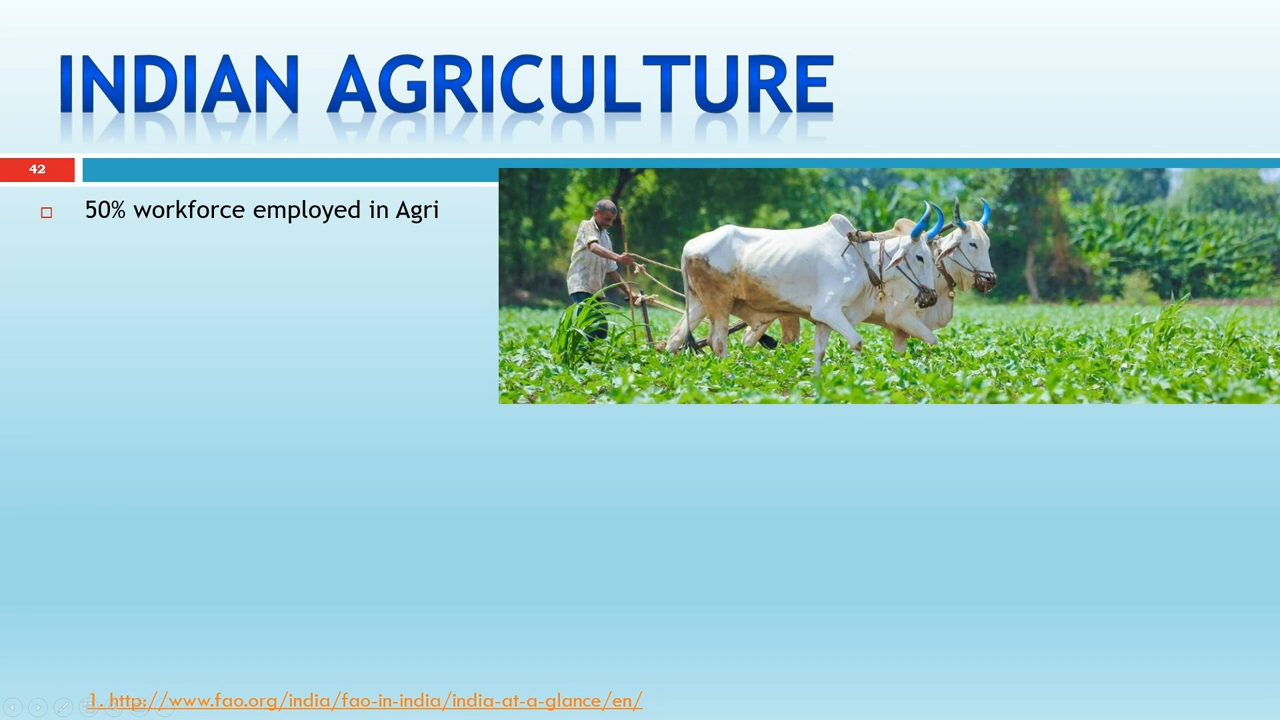 INDIAN AGRICULTURE
42
50% workforce employed in Agri
1. http://www.fao.org/india/fao-in-india/india-at-a-glance/en/